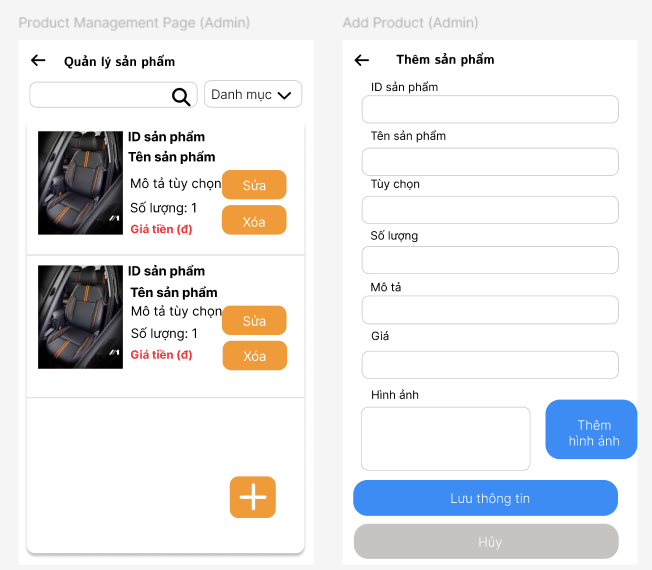 Product Management Page (Admin)
Quản lý sản phẩm
Danh mục
ID sản phẩm
Tên sản phẩm
Mô tả tùy chọn
Sửa
Số lượng: 1
Xóa
Giá tiền (đ)
ID sản phẩm
Tên sản phẩm
Mô tả tùy chọn
Sửa
Số lượng: 1
Xóa
Giá tiền (đ)
Add Product (Admin)
Thêm sản phẩm
ID sản phẩm
Tên sản phẩm
Tùy chọn
Số lượng
Mô tả
Giá
Hình ảnh
Thêm
hình ảnh
Lưu thông tin
Hủy